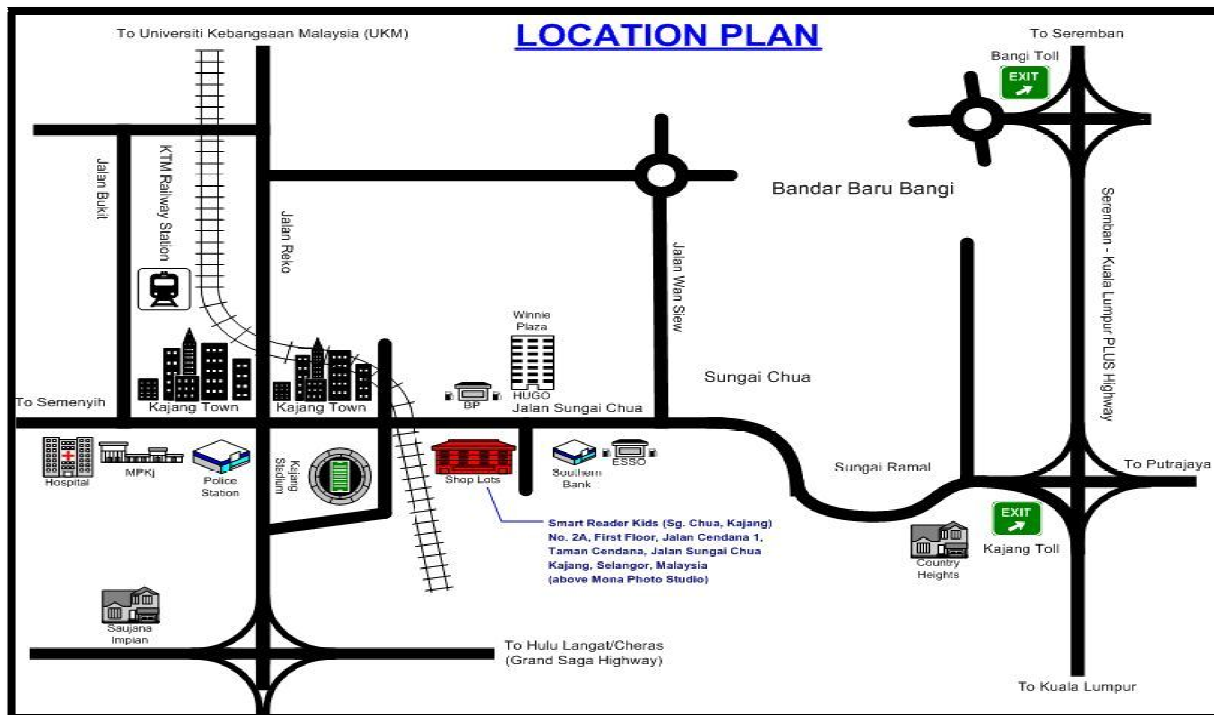 LOCATION PLAN
To Universiti Kebangsaan Malaysia (UKM)
To Seremban
Bangi Toll
EXIT
Jalan Bukit
KTM Railway Station
Jalan Reko
Bandar Baru Bangi
Jalan Wan Siew
Seremban - Kuala Lumpur PLUS Highway
Winnie
Plaza
HUGO
BP
Sungai Chua
To Semenyih
Kajang Town
Kajang Town
Jalan Sungai Chua
Hospital
MPKj
Police
Station
Kajang
Stadium
Shop Lots
Southern
Bank
ESSO
Sungai Ramal
To Putrajaya
EXIT
Kajang Toll
Country
Heights
Smart Reader Kids (Sg. Chua, Kajang)
No. 2A, First Floor, Jalan Cendana 1,
Taman Cendana, Jalan Sungai Chua
Kajang, Selangor, Malaysia
(above Mona Photo Studio)
Saujana
Impian
To Hulu Langat/Cheras
(Grand Saga Highway)
To Kuala Lumpur